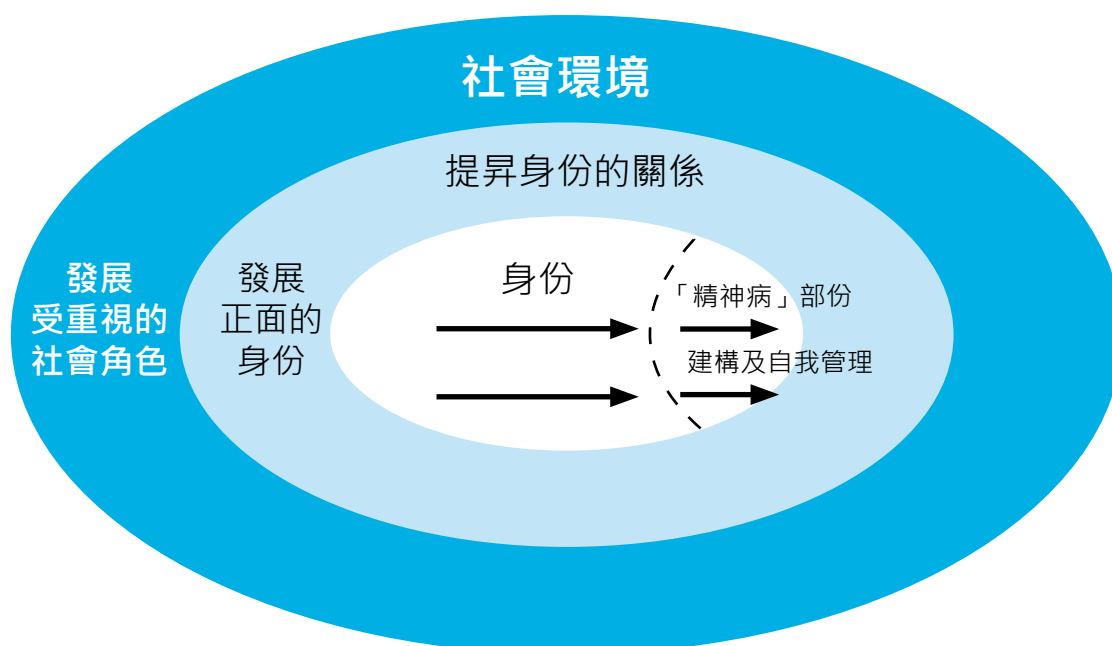 社會環境
提昇身份的關係
發展
受重視的
社會角色
發展
正面的
身份
身份
「精神病」部份
建構及自我管理